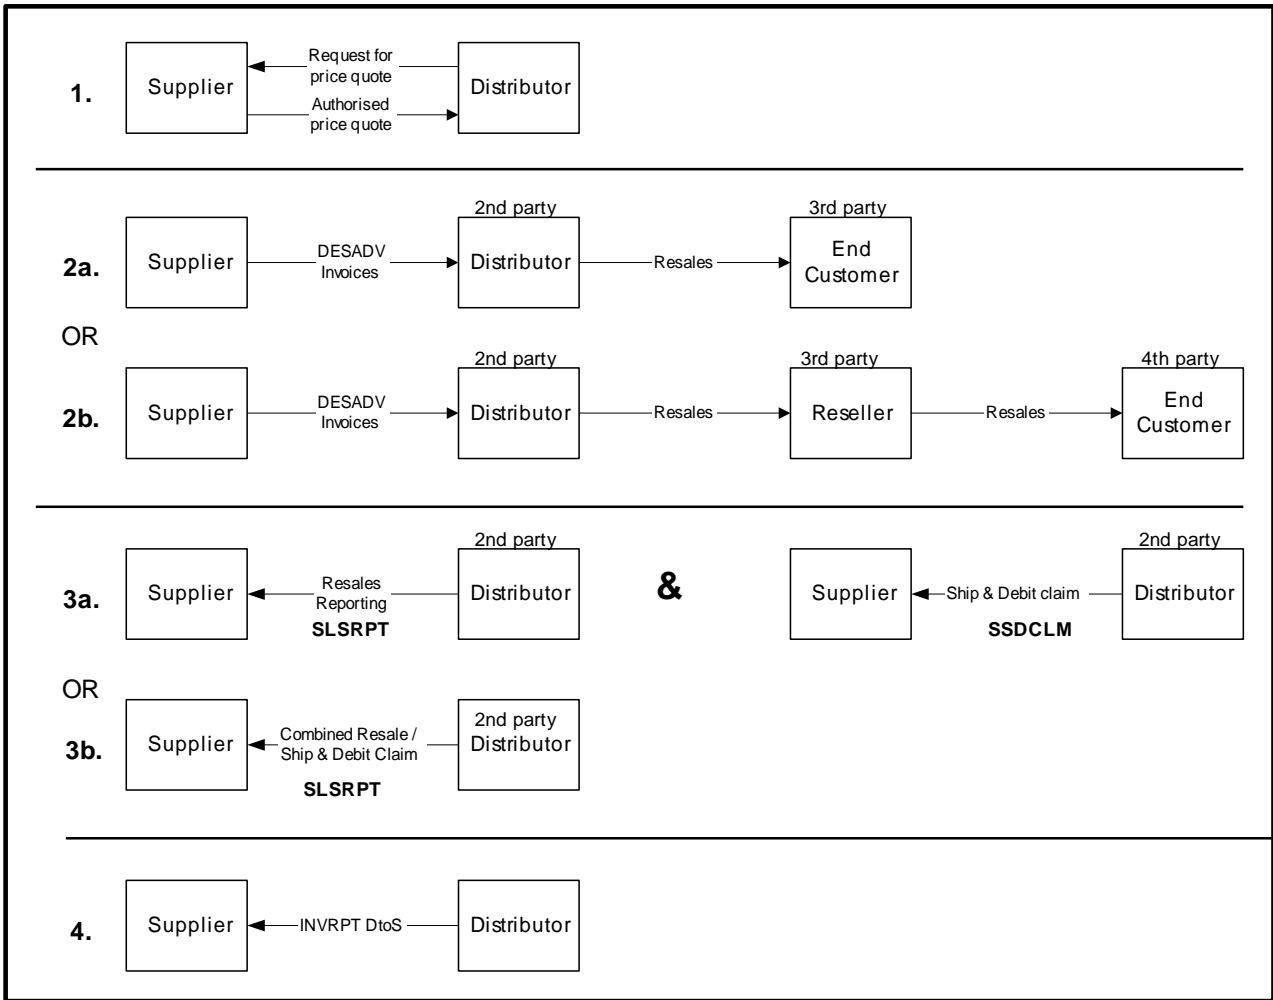 1.
Supplier
Request for
price quote
Authorised
price quote
Distributor
2a.
Supplier
DESADV
Invoices
2nd party
Distributor
Resales
3rd party
End
Customer
OR
2b.
Supplier
DESADV
Invoices
2nd party
Distributor
Resales
3rd party
Reseller
Resales
4th party
End
Customer
3a.
Supplier
Resales
Reporting
SLSRPT
2nd party
Distributor
&
Supplier
Ship & Debit claim
SSDCLM
2nd party
Distributor
OR
3b.
Supplier
Combined Resale /
Ship & Debit Claim
SLSRPT
2nd party
Distributor
4.
Supplier
INVRPT DtoS
Distributor